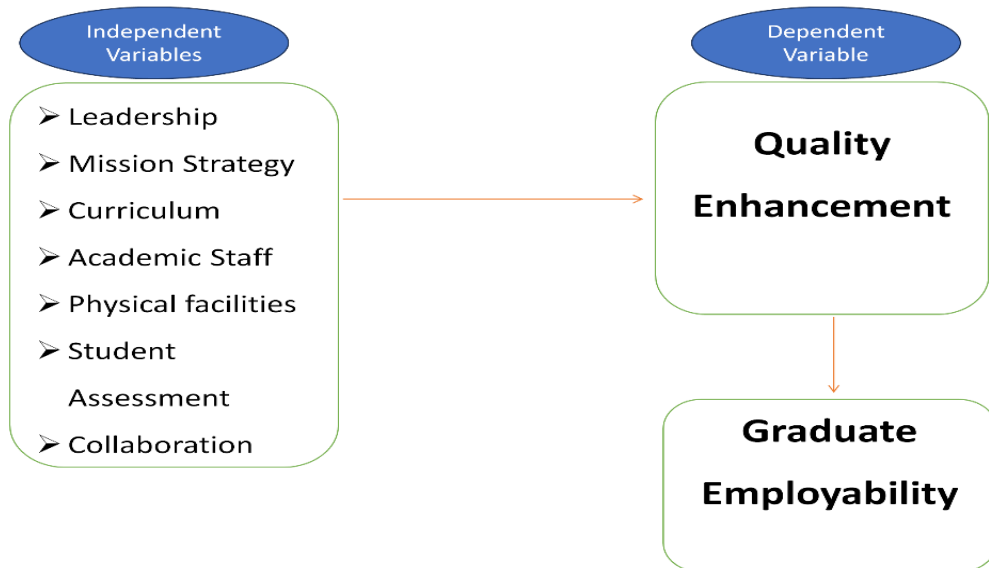 Independent
Variables
Leadership
Mission Strategy
Curriculum
Academic Staff
Physical facilities
Student
Assessment
Collaboration
Dependent
Variable
Quality
Enhancement
Graduate
Employability